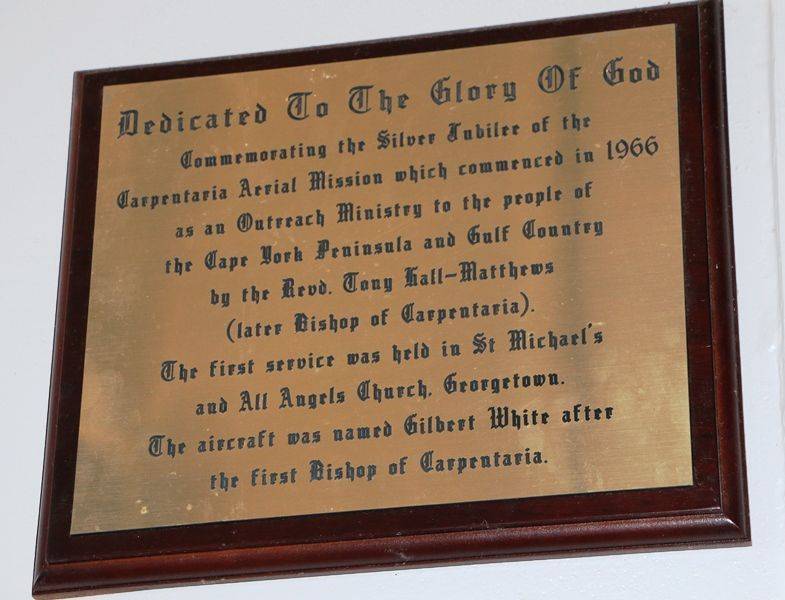 Dedicated To The Glory Of God
Commemorating the Silver Jubilee of the
Carpentaria Aerial Mission which commenced in 1966
as an Outreach Ministry to the people of
the Cape York Peninsula and Gulf Country
by the Revd. Tony Hall-Matthews
(later Bishop of Carpentaria).
The first service was held in St Michael's
and All Angels Church, Georgetown.
The aircraft was named Gilbert White after
the first Bishop of Carpentaria.